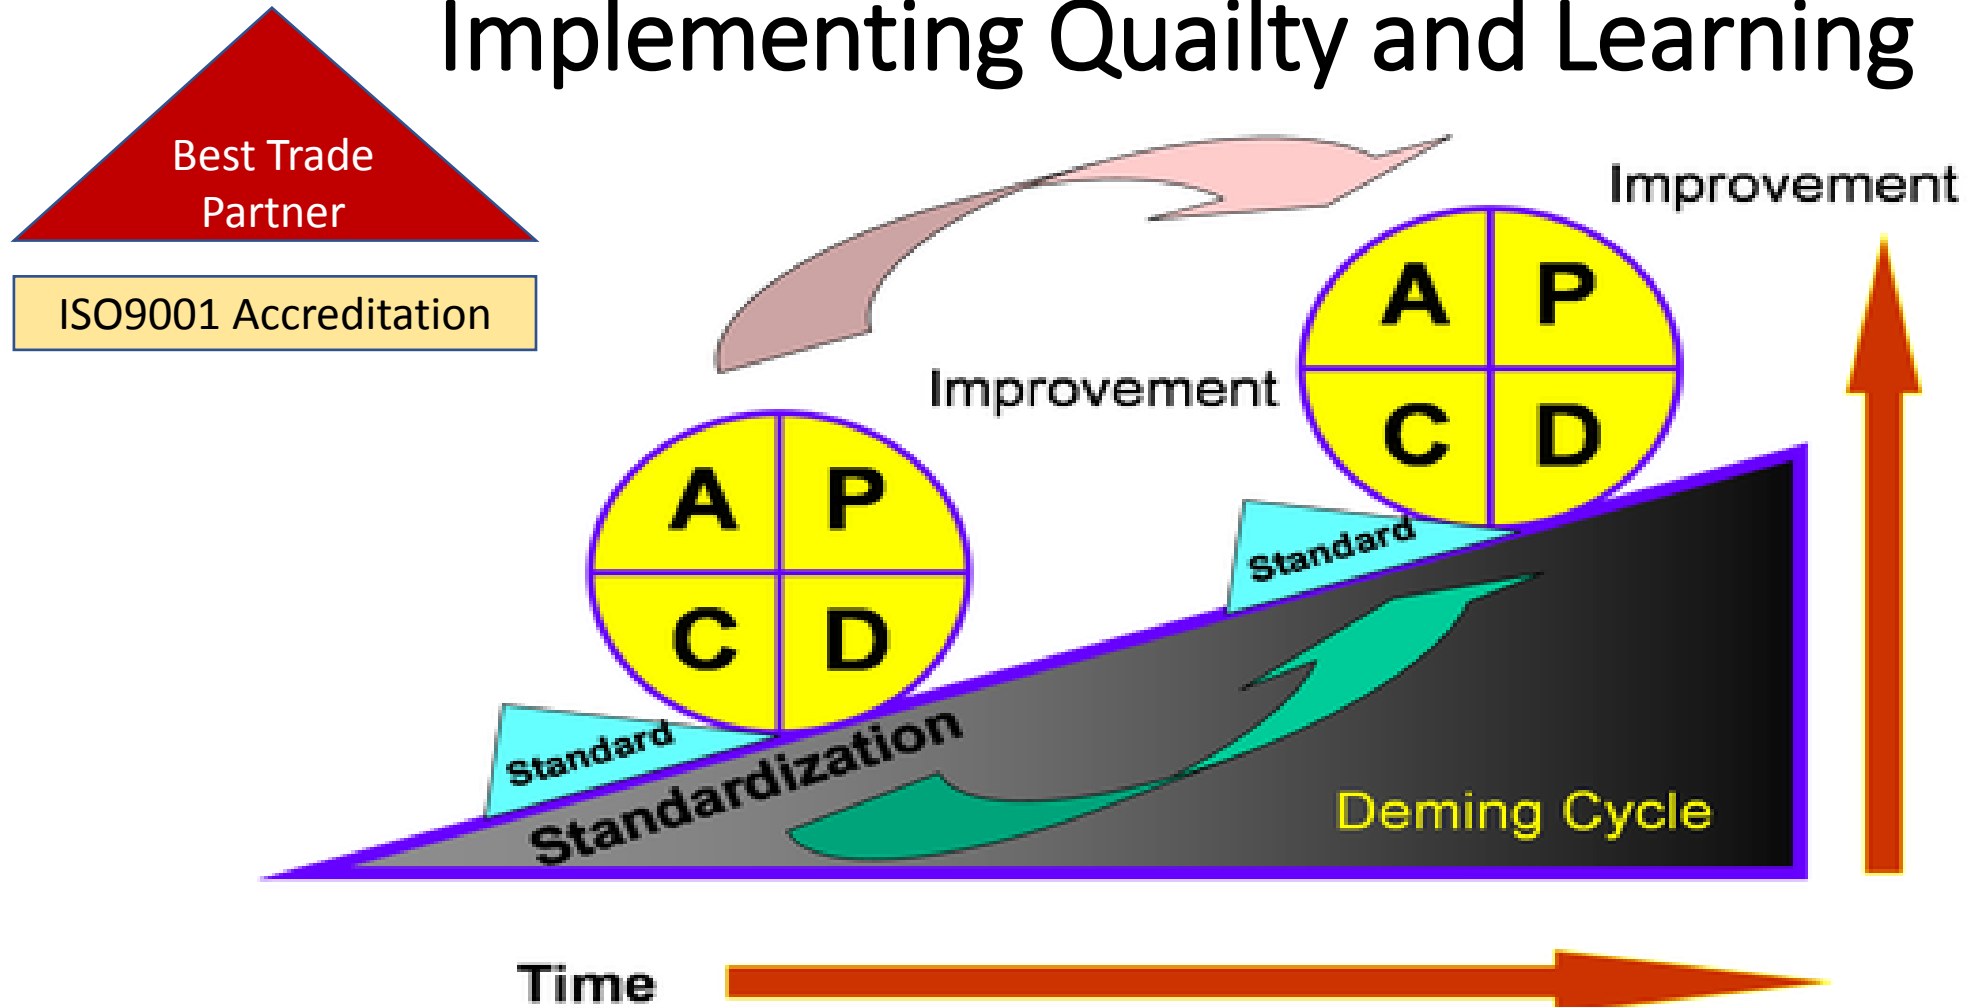 Implementing Quailty and Learning
Best Trade
Partner
ISO9001 Accreditation
Improvement
Improvement
A P
C D
A P
C D
Standard
Standard
Standardization
Deming Cycle
Time